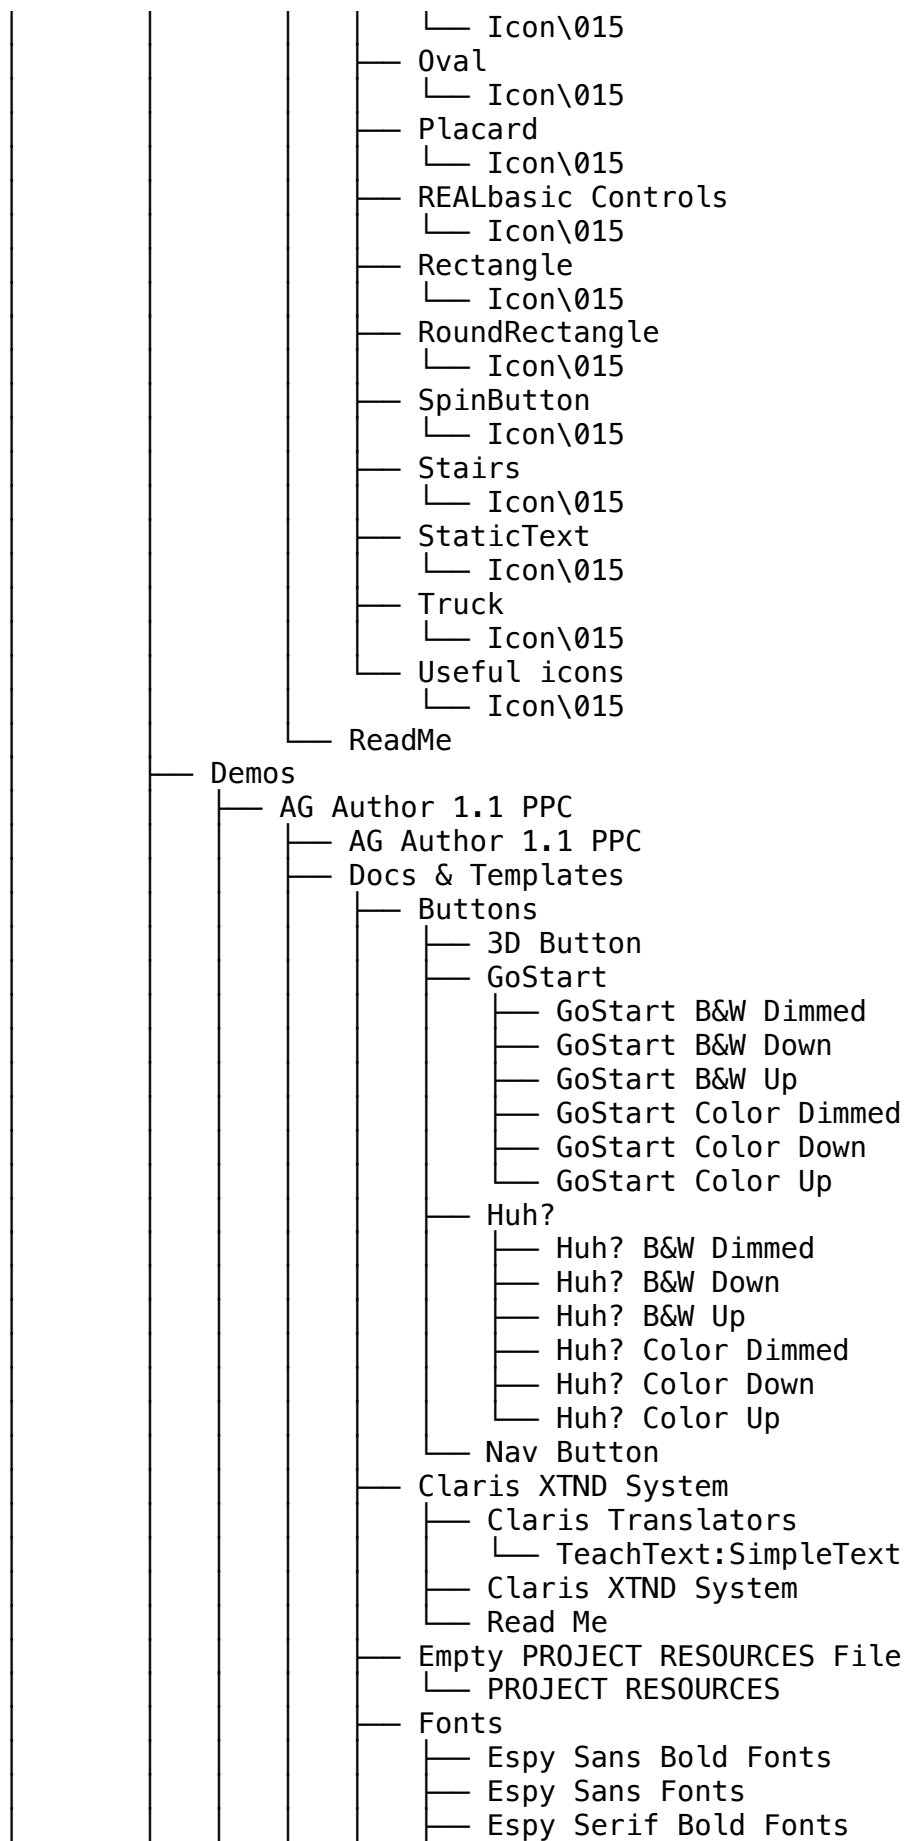 │       │       │   │   └── Icon\015
│       │       │   ├── Oval
│       │       │   │   └── Icon\015
│       │       │   ├── Placard
│       │       │   │   └── Icon\015
│       │       │   ├── REALbasic Controls
│       │       │   │   └── Icon\015
│       │       │   ├── Rectangle
│       │       │   │   └── Icon\015
│       │       │   ├── RoundRectangle
│       │       │   │   └── Icon\015
│       │       │   ├── SpinButton
│       │       │   │   └── Icon\015
│       │       │   ├── Stairs
│       │       │   │   └── Icon\015
│       │       │   ├── StaticText
│       │       │   │   └── Icon\015
│       │       │   ├── Truck
│       │       │   │   └── Icon\015
│       │       │   └── Useful icons
│       │       │       └── Icon\015
│       │       └── ReadMe
│       ├── Demos
│       │   ├── AG Author 1.1 PPC
│       │   │   ├── AG Author 1.1 PPC
│       │   │   ├── Docs & Templates
│       │   │   │   ├── Buttons
│       │   │   │   │   ├── 3D Button
│       │   │   │   │   ├── GoStart
│       │   │   │   │   │   ├── GoStart B&W Dimmed
│       │   │   │   │   │   ├── GoStart B&W Down
│       │   │   │   │   │   ├── GoStart B&W Up
│       │   │   │   │   │   ├── GoStart Color Dimmed
│       │   │   │   │   │   ├── GoStart Color Down
│       │   │   │   │   │   └── GoStart Color Up
│       │   │   │   │   ├── Huh?
│       │   │   │   │   │   ├── Huh? B&W Dimmed
│       │   │   │   │   │   ├── Huh? B&W Down
│       │   │   │   │   │   ├── Huh? B&W Up
│       │   │   │   │   │   ├── Huh? Color Dimmed
│       │   │   │   │   │   ├── Huh? Color Down
│       │   │   │   │   │   └── Huh? Color Up
│       │   │   │   │   └── Nav Button
│       │   │   │   ├── Claris XTND System
│       │   │   │   │   ├── Claris Translators
│       │   │   │   │   │   └── TeachText:SimpleText
│       │   │   │   │   ├── Claris XTND System
│       │   │   │   │   └── Read Me
│       │   │   │   ├── Empty PROJECT RESOURCES File
│       │   │   │   │   └── PROJECT RESOURCES
│       │   │   │   ├── Fonts
│       │   │   │   │   ├── Espy Sans Bold Fonts
│       │   │   │   │   ├── Espy Sans Fonts
│       │   │   │   │   ├── Espy Serif Bold Fonts